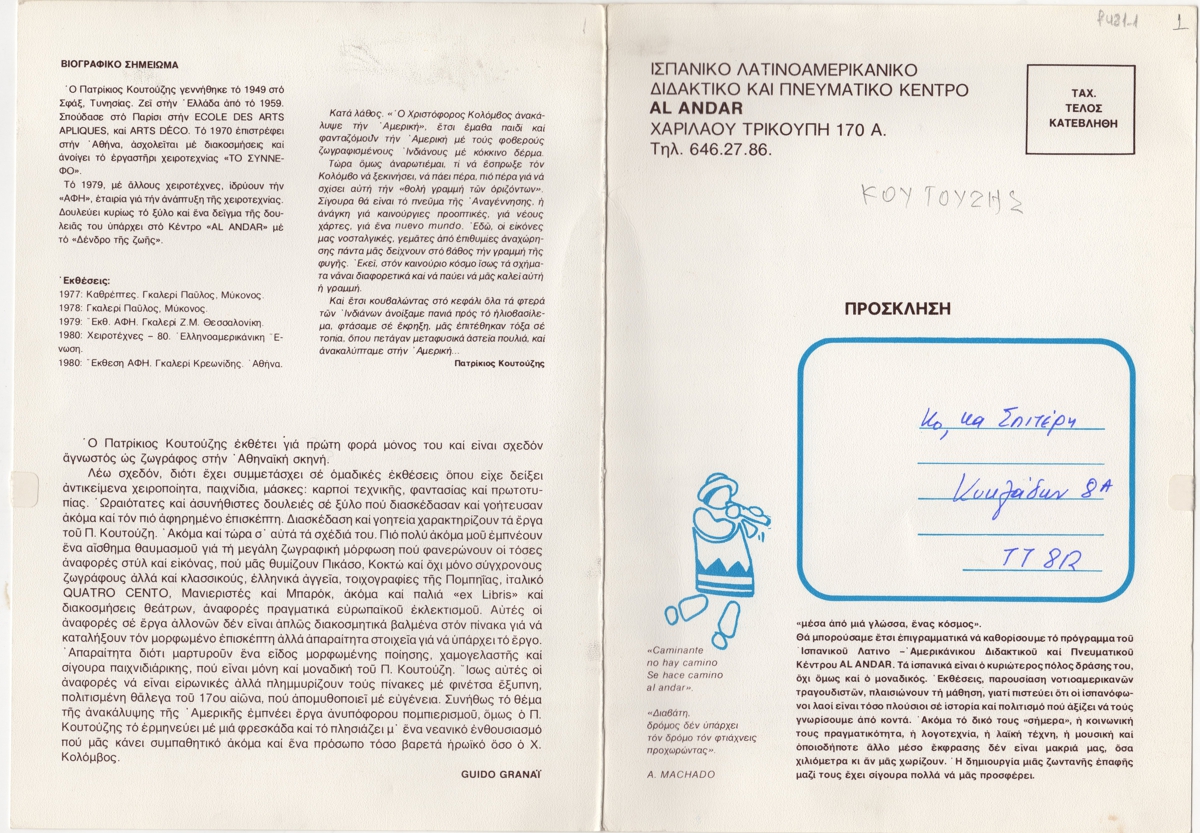 ΒΙΟΓΡΑΦΙΚΟ ΣΗΜΕΙΩΜΑ
Ὁ Πατρίκιος Κουτούζης γεννήθηκε τό 1949 στό
Σφάξ, Τυνησίας. Ζεῖ στήν Ἑλλάδα ἀπό τό 1959.
Σπούδασε στό Παρίσι στήν ECOLE DES ARTS
APLIQUES, καί ARTS DÉCO. Τό 1970 ἐπιστρέφει
στήν Ἀθήνα, ἀσχολεῖται μέ διακοσμήσεις καί
ἀνοίγει τό ἐργαστήρι χειροτεχνίας «ΤΟ ΣΥΝΝΕ-
ΦΟ».
Τό 1979, μέ ἄλλους χειροτέχνες, ἱδρύουν τήν
«ΑΦΗ», ἑταιρία γιά τήν ἀνάπτυξη τῆς χειροτεχνίας.
Δουλεύει κυρίως τό ξύλο καί ἕνα δεῖγμα τῆς δου-
λειᾶς του ὑπάρχει στό Κέντρο «AL ANDAR» μέ
τό «Δένδρο τῆς ζωῆς».
Ἐκθέσεις:
1977: Καθρέπτες. Γκαλερί Παῦλος, Μύκονος.
1978: Γκαλερί Παῦλος, Μύκονος.
1979: Ἔκθ. ΑΦΗ. Γκαλερί Ζ.Μ. Θεσσαλονίκη.
1980: Χειροτέχνες – 80. Ἑλληνοαμερικάνικη Ἕ-
νωση.
1980: Ἔκθεση ΑΦΗ. Γκαλερί Κρεωνίδης. Ἀθήνα.
Κατά λάθος. «Ὁ Χριστόφορος Κολόμβος ἀνακά-
λυψε τήν Ἀμερική», ἔτσι ἔμαθα παιδί καί
φανταζόμουν τήν Ἀμερική μέ τούς φοβερούς
ζωγραφισμένους Ἰνδιάνους μέ κόκκινο δέρμα.
Τώρα ὅμως ἀναρωτιέμαι, τί νά ἔσπρωξε τόν
Κολόμβο νά ξεκινήσει, νά πάει πέρα, πιό πέρα γιά νά
σχίσει αὐτή τήν «θολή γραμμή τῶν ὁριζόντων».
Σίγουρα θά εἶναι τό πνεῦμα τῆς Ἀναγέννησης, ἡ
ἀνάγκη γιά καινούργιες προοπτικές, γιά νέους
χάρτες, γιά ἕνα nuevo mundo. Ἐδώ, οἱ εἰκόνες
μας νοσταλγικές, γεμάτες ἀπό ἐπιθυμίες ἀναχώρη-
σης πάντα μᾶς δείχνουν στό βάθος τήν γραμμή τῆς
φυγῆς. Ἐκεῖ, στόν καινούριο κόσμο ἴσως τά σχήμα-
τα νἆναι διαφορετικά καί νά παύει νά μᾶς καλεῖ αὐτή
ἡ γραμμή.
Καί ἔτσι κουβαλώντας στό κεφάλι ὅλα τά φτερά
τῶν Ἰνδιάνων ἀνοίξαμε πανιά πρός τό ἡλιοβασίλε-
μα, φτάσαμε σέ ἔκρηξη, μᾶς ἐπιτέθηκαν τόξα σέ
τοπία, ὅπου πετάγαν μεταφυσικά ἀστεῖα πουλιά, καί
ἀνακαλύπταμε στήν Ἀμερική...
Πατρίκιος Κουτούζης
Ὁ Πατρίκιος Κουτούζης ἐκθέτει γιά πρώτη φορά μόνος του καί εἶναι σχεδόν
ἄγνωστός ὡς ζωγράφος στήν Ἀθηναϊκή σκηνή.
Λέω σχεδόν, διότι ἔχει συμμετάσχει σέ ὁμαδικές ἐκθέσεις ὅπου εἶχε δείξει
ἀντικείμενα χειροποίητα, παιχνίδια, μάσκες: καρποί τεχνικής, φαντασίας καί πρωτοτυ-
πίας. Ὡραιότατες καί ἀσυνήθιστες δουλειές σέ ξύλο πού διασκέδασαν καί γοήτευσαν
ἀκόμα καί τόν πιό ἀφηρημένο ἐπισκέπτη. Διασκέδαση καί γοητεία χαρακτηρίζουν τά ἔργα
τοῦ Π. Κουτούζη. Ἀκόμα καί τώρα σ' αὐτά τά σχέδιά του. Πιό πολύ ἀκόμα μοῦ ἐμπνέουν
ἕνα αἴσθημα θαυμασμοῦ γιά τή μεγάλη ζωγραφική μόρφωση πού φανερώνουν οἱ τόσες
ἀναφορές στύλ καί εἰκόνας, πού μᾶς θυμίζουν Πικάσο, Κοκτώ καί ὄχι μόνο σύγχρονους
ζωγράφους ἀλλά καί κλασσικούς, ἑλληνικά ἀγγεῖα, τοιχογραφίες τῆς Πομπηΐας, ἰταλικό
QUATRO CENTO, Μανιεριστές καί Μπαρόκ, ἀκόμα καί παλιά «ex Libris» καί
διακοσμήσεις θεάτρων, ἀναφορές πραγματικά εὐρωπαϊκοῦ ἐκλεκτισμοῦ. Αὐτές οἱ
ἀναφορές σέ ἔργα ἀλλονῶν δέν εἶναι ἁπλῶς διακοσμητικά βαλμένα στόν πίνακα γιά νά
καταλήξουν τόν μορφωμένο ἐπισκέπτη ἀλλά ἀπαραίτητα στοιχεῖα γιά νά ὑπάρχει τό ἔργο.
Ἀπαραίτητα διότι μαρτυροῦν ἕνα εἶδος μορφωμένης ποίησης, χαμογελαστής καί
σίγουρα παιχνιδιάρικης, πού εἶναι μόνη καί μοναδική τοῦ Π. Κουτούζη. Ἴσως αὐτές οἱ
ἀναφορές νά εἶναι εἰρωνικές ἀλλά πλημμυρίζουν τούς πίνακες μέ φινέτσα ἔξυπνη,
πολιτισμένη θἄλεγα τοῦ 17ου αἰώνα, πού ἀπομυθοποιεῖ μέ εὐγένεια. Συνήθως τό θέμα
τῆς ἀνακάλυψης τῆς Ἀμερικῆς ἐμπνέει ἔργα ἀνυπόφορου πομπιερισμοῦ, ὅμως ὁ Π.
Κουτούζης τό ἑρμηνεύει μέ μιά φρεσκάδα καί τό πλησιάζει μ' ἕνα νεανικό ἐνθουσιασμό
πού μᾶς κάνει συμπαθητικό ἀκόμα καί ἕνα πρόσωπο τόσο βαρετά ἡρωϊκό ὅσο ὁ Χ.
Κολόμβος.
GUIDO GRANAΪ
1
ΙΣΠΑΝΙΚΟ ΛΑΤΙΝΟΑΜΕΡΙΚΑΝΙΚΟ
ΔΙΔΑΚΤΙΚΟ ΚΑΙ ΠΝΕΥΜΑΤΙΚΟ ΚΕΝΤΡΟ
AL ANDAR
ΧΑΡΙΛΑΟΥ ΤΡΙΚΟΥΠΗ 170 Α.
Τηλ. 646.27.86.
ΤΑΧ.
ΤΕΛΟΣ
ΚΑΤΕΒΛΗΘΗ
ΚΟΥΤΟΥΖΗΣ
ΠΡΟΣΚΛΗΣΗ
Κο, κα Σπιτέρη
Κυκλάδων 8Α
ΤΤ 812
«Caminante
no hay camino
Se hace camino
al andar».
«Διαβάτη,
δρόμος δέν ὑπάρχει
τόν δρόμο τόν φτιάχνεις
προχωρώντας».
A. MACHADO
«μέσα ἀπό μιά γλώσσα, ἕνας κόσμος».
Θά μπορούσαμε ἔτσι ἐπιγραμματικά νά καθορίσουμε τό πρόγραμμα τοῦ
Ἱσπανικοῦ Λατινο – Ἀμερικάνικου Διδακτικοῦ καί Πνευματικοῦ
Κέντρου AL ANDAR. Τά ἱσπανικά εἶναι ὁ κυριώτερος πόλος δράσης του,
ὄχι ὅμως καί ὁ μοναδικός. Ἐκθέσεις, παρουσίαση νοτιοαμερικανων
τραγουδιστῶν, πλαισιώνουν τή μάθηση, γιατί πιστεύει ὅτι οἱ ἱσπανόφω-
νοι λαοί εἶναι τόσο πλούσιοι σέ ἱστορία καί πολιτισμό πού ἀξίζει νά τούς
γνωρίσουμε ἀπό κοντά. Ἀκόμα τό δικό τους «σήμερα», ἡ κοινωνική
τους πραγματικότητα, ἡ λογοτεχνία, ἡ λαϊκή τέχνη, ἡ μουσική καί
ὁποιοδήποτε ἄλλο μέσο ἔκφρασης δέν εἶναι μακριά μας, ὅσα
χιλιόμετρα κι ἄν μᾶς χωρίζουν. Ἡ δημιουργία μιᾶς ζωντανῆς ἐπαφῆς
μαζί τους ἔχει σίγουρα πολλά νά μᾶς προσφέρει.